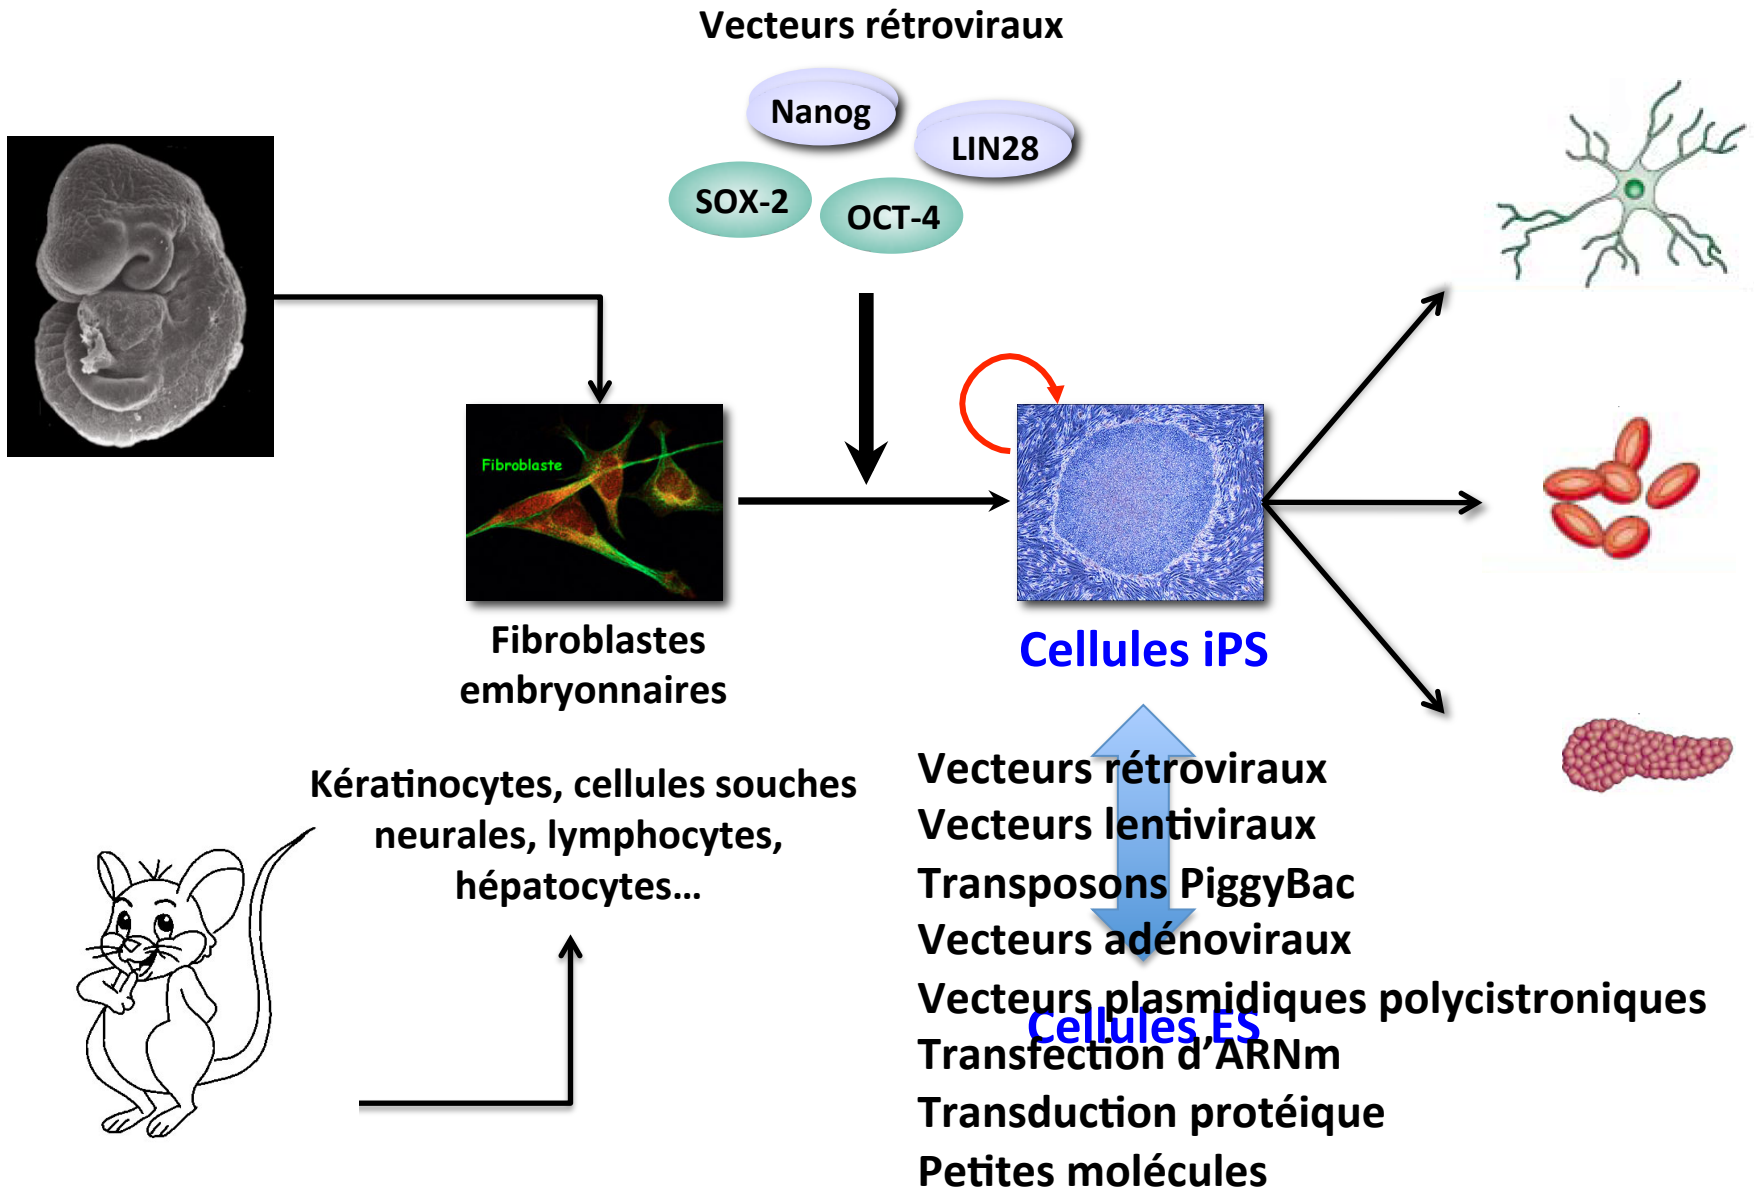 Vecteurs rétroviraux
Nanog
LIN28
SOX-2
OCT-4
Fibroblaste
Fibroblastes
embryonnaires
Cellules iPS
Kératinocytes, cellules souches
neurales, lymphocytes,
hépatocytes…
Vecteurs rétroviraux
Vecteurs lentiviraux
Transposons PiggyBac
Vecteurs adénoviraux
Vecteurs plasmidiques polycistroniques
Cellules ES
Transfection d’ARNm
Transduction protéique
Petites molécules